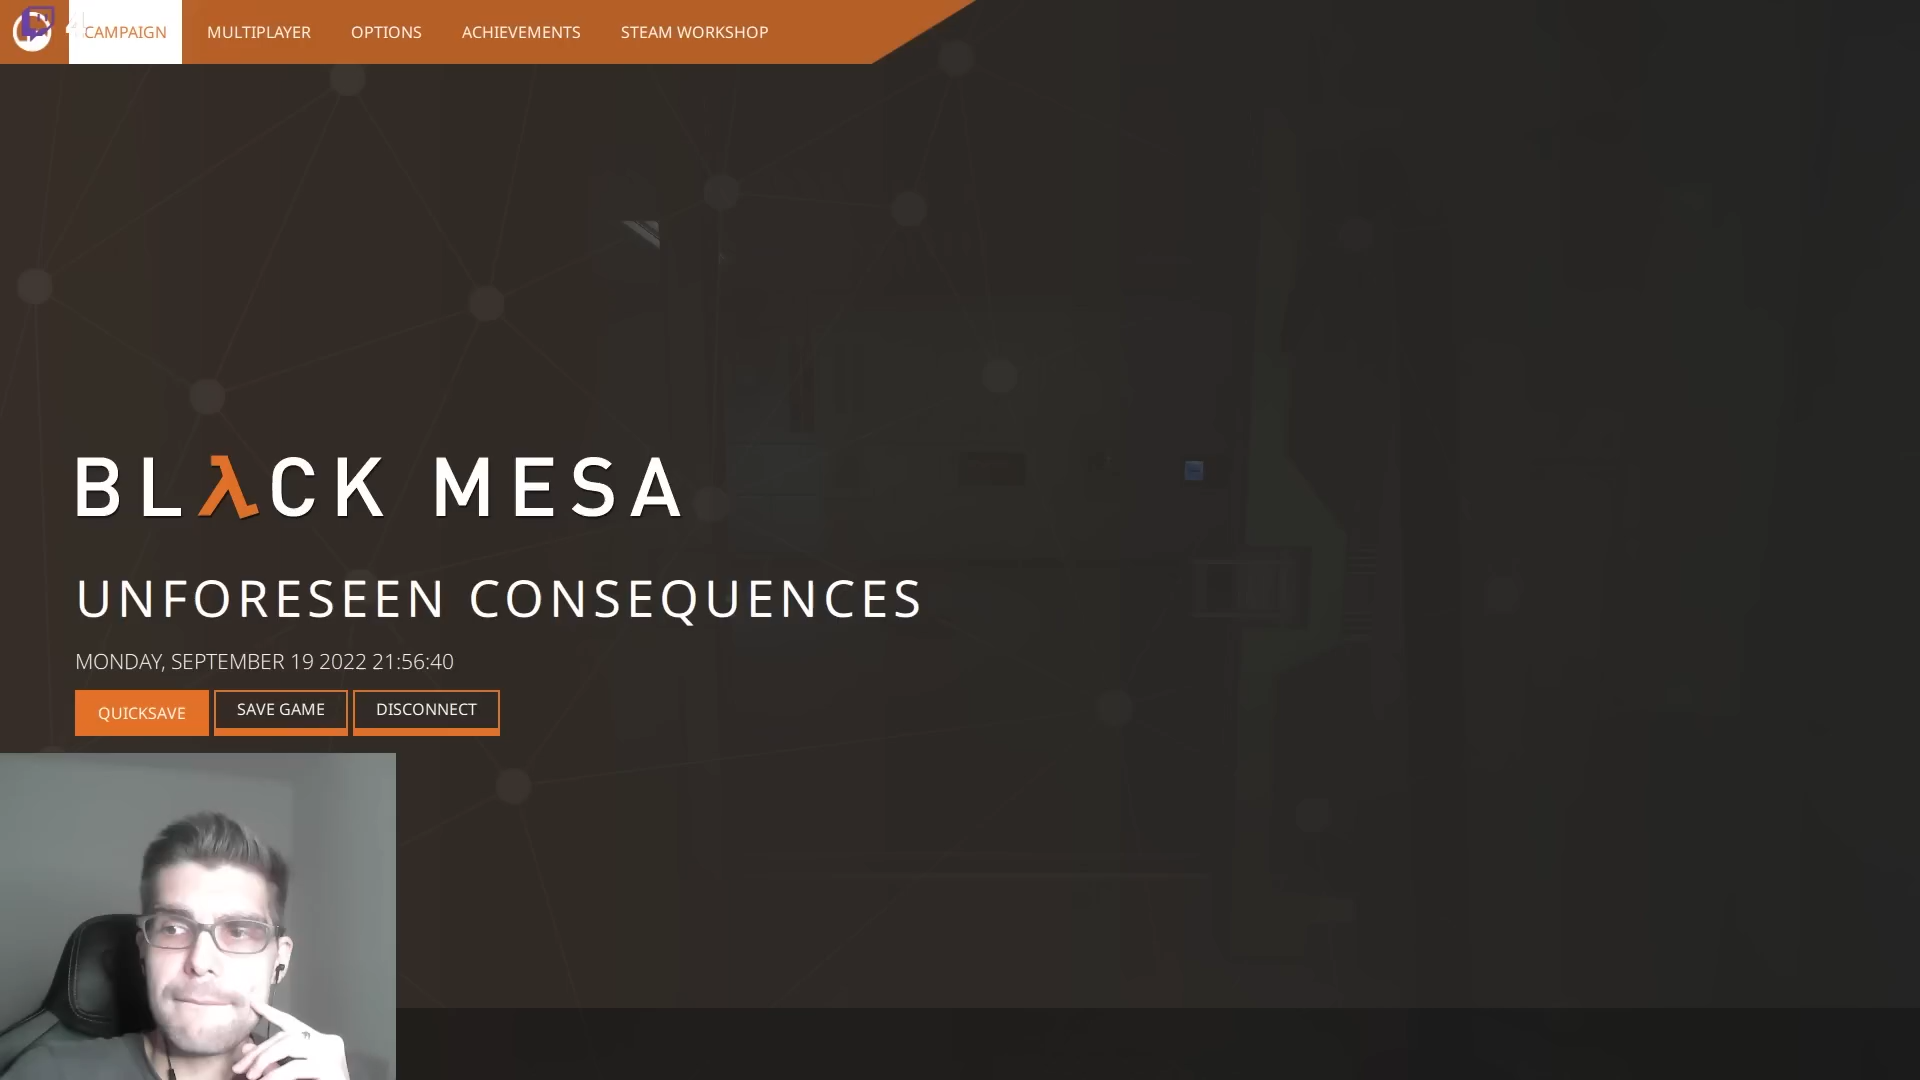 CAMPAIGN MULTIPLAYER OPTIONS ACHIEVEMENTS STEAM WORKSHOP
BLλCK MESA
UNFORESEEN CONSEQUENCES
MONDAY, SEPTEMBER 19 2022 21:56:40
QUICKSAVE SAVE GAME DISCONNECT